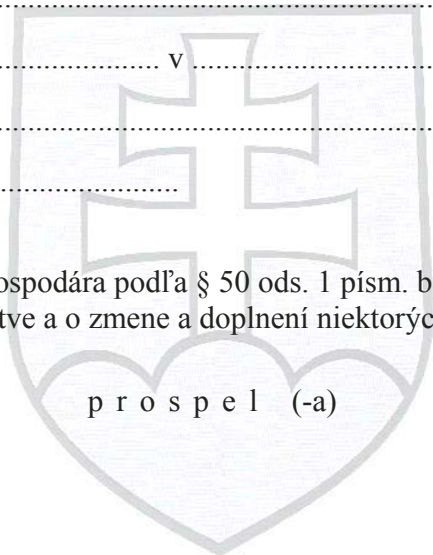 ................................................................
.................... v ........................................
................................................................
.........................
ospodára podľa § 50 ods. 1 písm. b
tve a o zmene a doplnení niektorýc
p r o s p e l (-a)